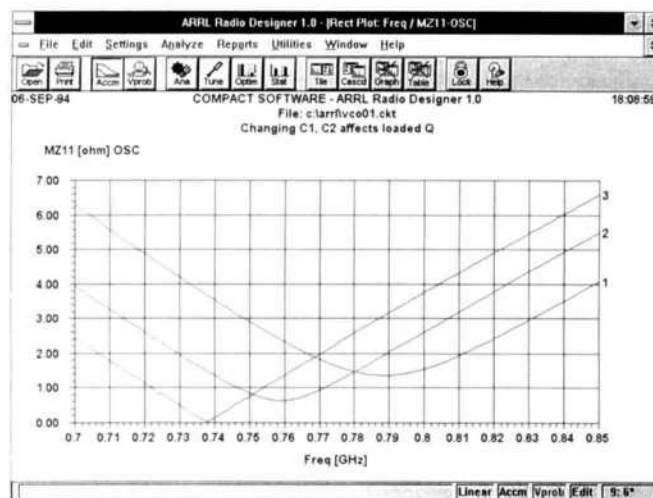 ARRL Radio Designer 1.0 - [Rect Plot: Freq / MZ11-OSC]
File Edit Settings Analyze Reports Utilities Window Help
Open Print Accm Vprob Ana Tune Optim Stat Tile Cascd Graph Table Lock Help
06-SEP-94 COMPACT SOFTWARE - ARRL Radio Designer 1.0 18:08:59
File: c:\arrl\vco01.ckt
Changing C1, C2 affects loaded Q
MZ11 [ohm] OSC
7.00
6.00
5.00
4.00
3.00
2.00
1.00
0.00
3
2
1
0.7 0.71 0.72 0.73 0.74 0.75 0.76 0.77 0.78 0.79 0.8 0.81 0.82 0.83 0.84 0.85
Freq [GHz]
Linear Accm Vprob Edit 9: 6*